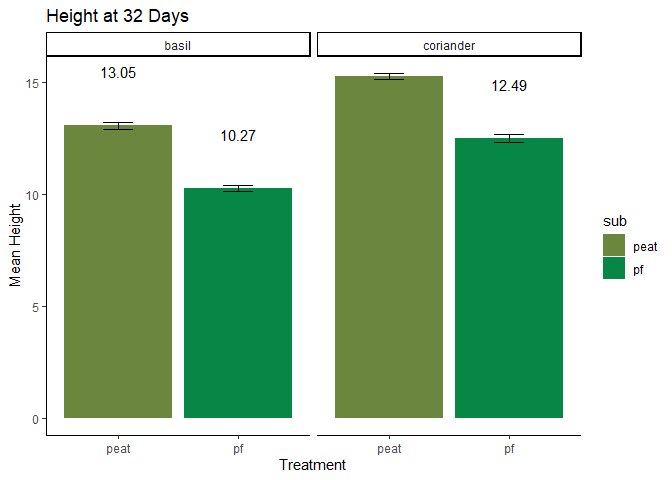 Height at 32 Days
basil
coriander
13.05
10.27
12.49
15
10
5
0
Mean Height
peat
pf
peat
pf
Treatment
sub
peat
pf